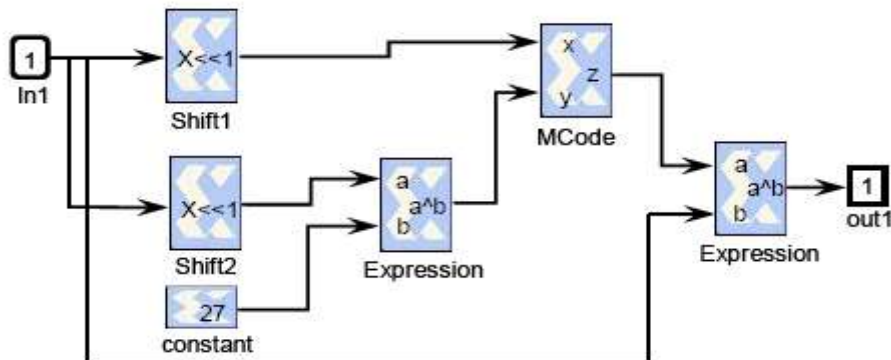 1
In1
X<<1
Shift1
x
y
z
MCode
X<<1
Shift2
a
b
a^b
Expression
27
constant
a
b
a^b
Expression
1
out1